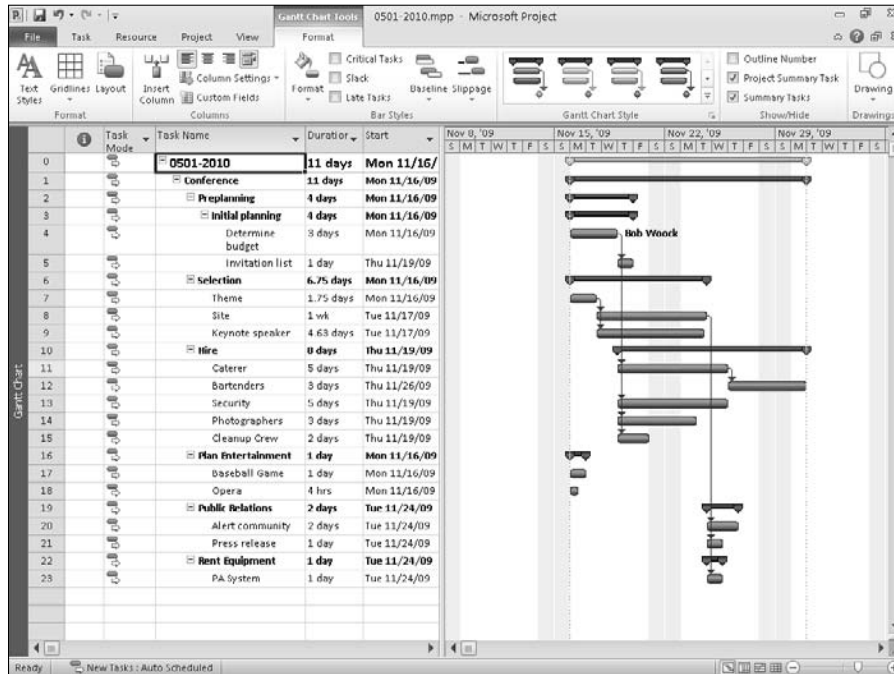 Gantt Chart Tools
0501-2010.mpp - Microsoft Project
File Task Resource Project View Format
Text Styles Gridlines Layout
Format
Insert Column
Column Settings
Custom Fields
Columns
Format
Critical Tasks
Slack
Late Tasks
Baseline Slippage
Bar Styles
Gantt Chart Style
Outline Number
Project Summary Task
Summary Tasks
Show/Hide
Drawing
Drawings
Task Mode Task Name Duration Start
Nov 8, '09 Nov 15, '09 Nov 22, '09 Nov 29, '09
S M T W T F S S M T W T F S S M T W T F S S M T W T F S
0 0501-2010 11 days Mon 11/16/
1 Conference 11 days Mon 11/16/09
2 Preplanning 4 days Mon 11/16/09
3 Initial planning 4 days Mon 11/16/09
4 Determine budget 3 days Mon 11/16/09 Bob Woock
5 Invitation list 1 day Thu 11/19/09
6 Selection 6.75 days Mon 11/16/09
7 Theme 1.75 days Mon 11/16/09
8 Site 1 wk Tue 11/17/09
9 Keynote speaker 4.63 days Tue 11/17/09
10 Hire 8 days Thu 11/19/09
11 Caterer 5 days Thu 11/19/09
12 Bartenders 3 days Thu 11/26/09
13 Security 5 days Thu 11/19/09
14 Photographers 3 days Thu 11/19/09
15 Cleanup Crew 2 days Thu 11/19/09
16 Plan Entertainment 1 day Mon 11/16/09
17 Baseball Game 1 day Mon 11/16/09
18 Opera 4 hrs Mon 11/16/09
19 Public Relations 2 days Tue 11/24/09
20 Alert community 2 days Tue 11/24/09
21 Press release 1 day Tue 11/24/09
22 Rent Equipment 1 day Tue 11/24/09
23 PA System 1 day Tue 11/24/09
Gantt Chart
Ready New Tasks : Auto Scheduled